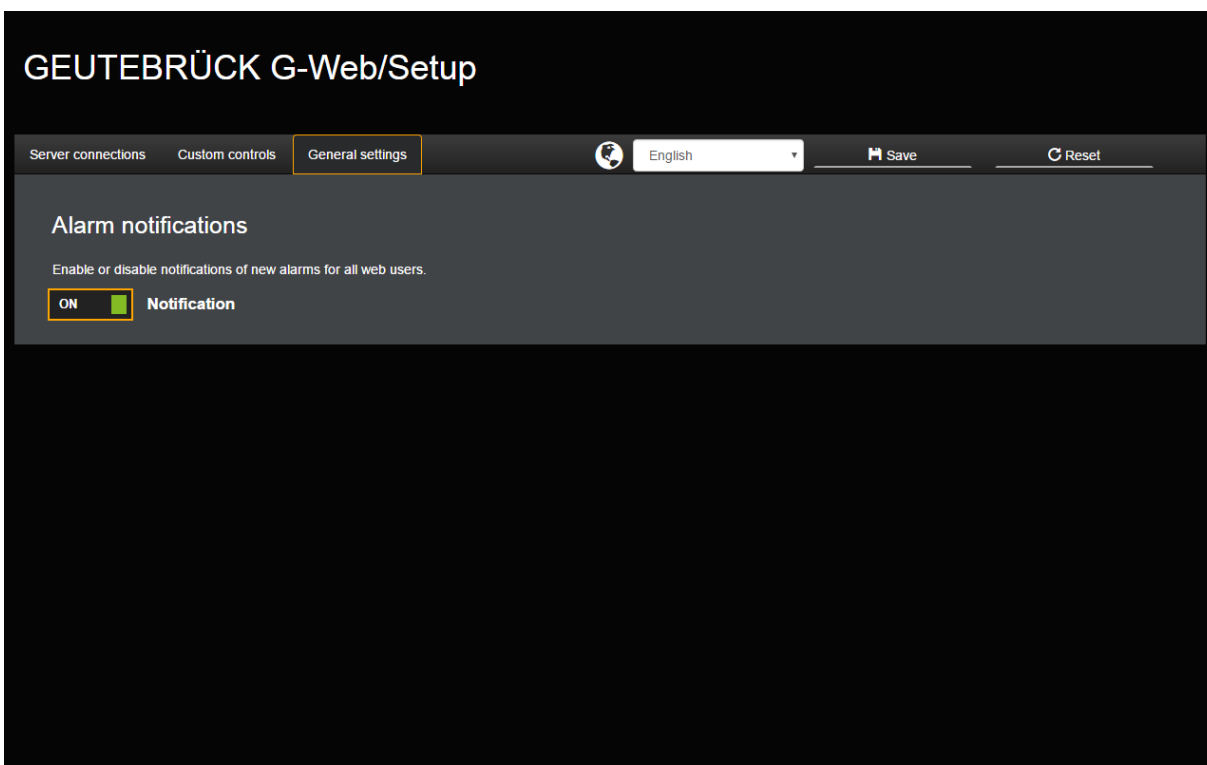 GEUTEBRÜCK G-Web/Setup
Server connections Custom controls General settings English Save Reset
Alarm notifications
Enable or disable notifications of new alarms for all web users.
ON Notification